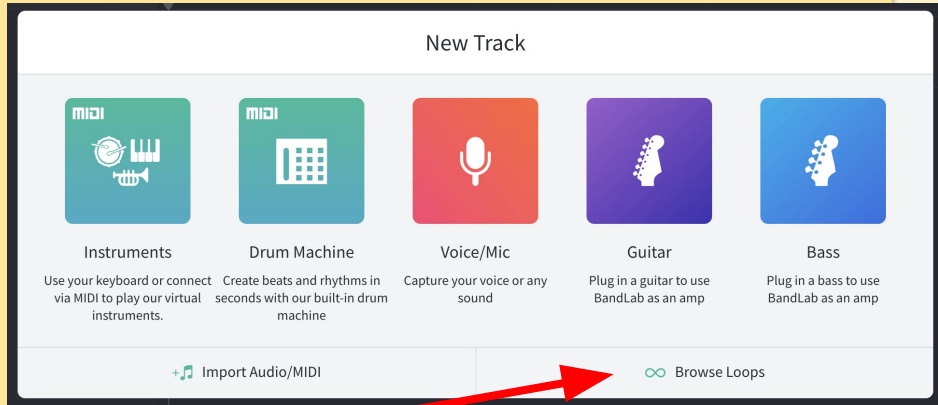 New Track
MIDI
MIDI
Instruments
Use your keyboard or connect
via MIDI to play our virtual
instruments.
Drum Machine
Create beats and rhythms in
seconds with our built-in drum
machine
Voice/Mic
Capture your voice or any
sound
Guitar
Plug in a guitar to use
BandLab as an amp
Bass
Plug in a bass to use
BandLab as an amp
Import Audio/MIDI
Browse Loops